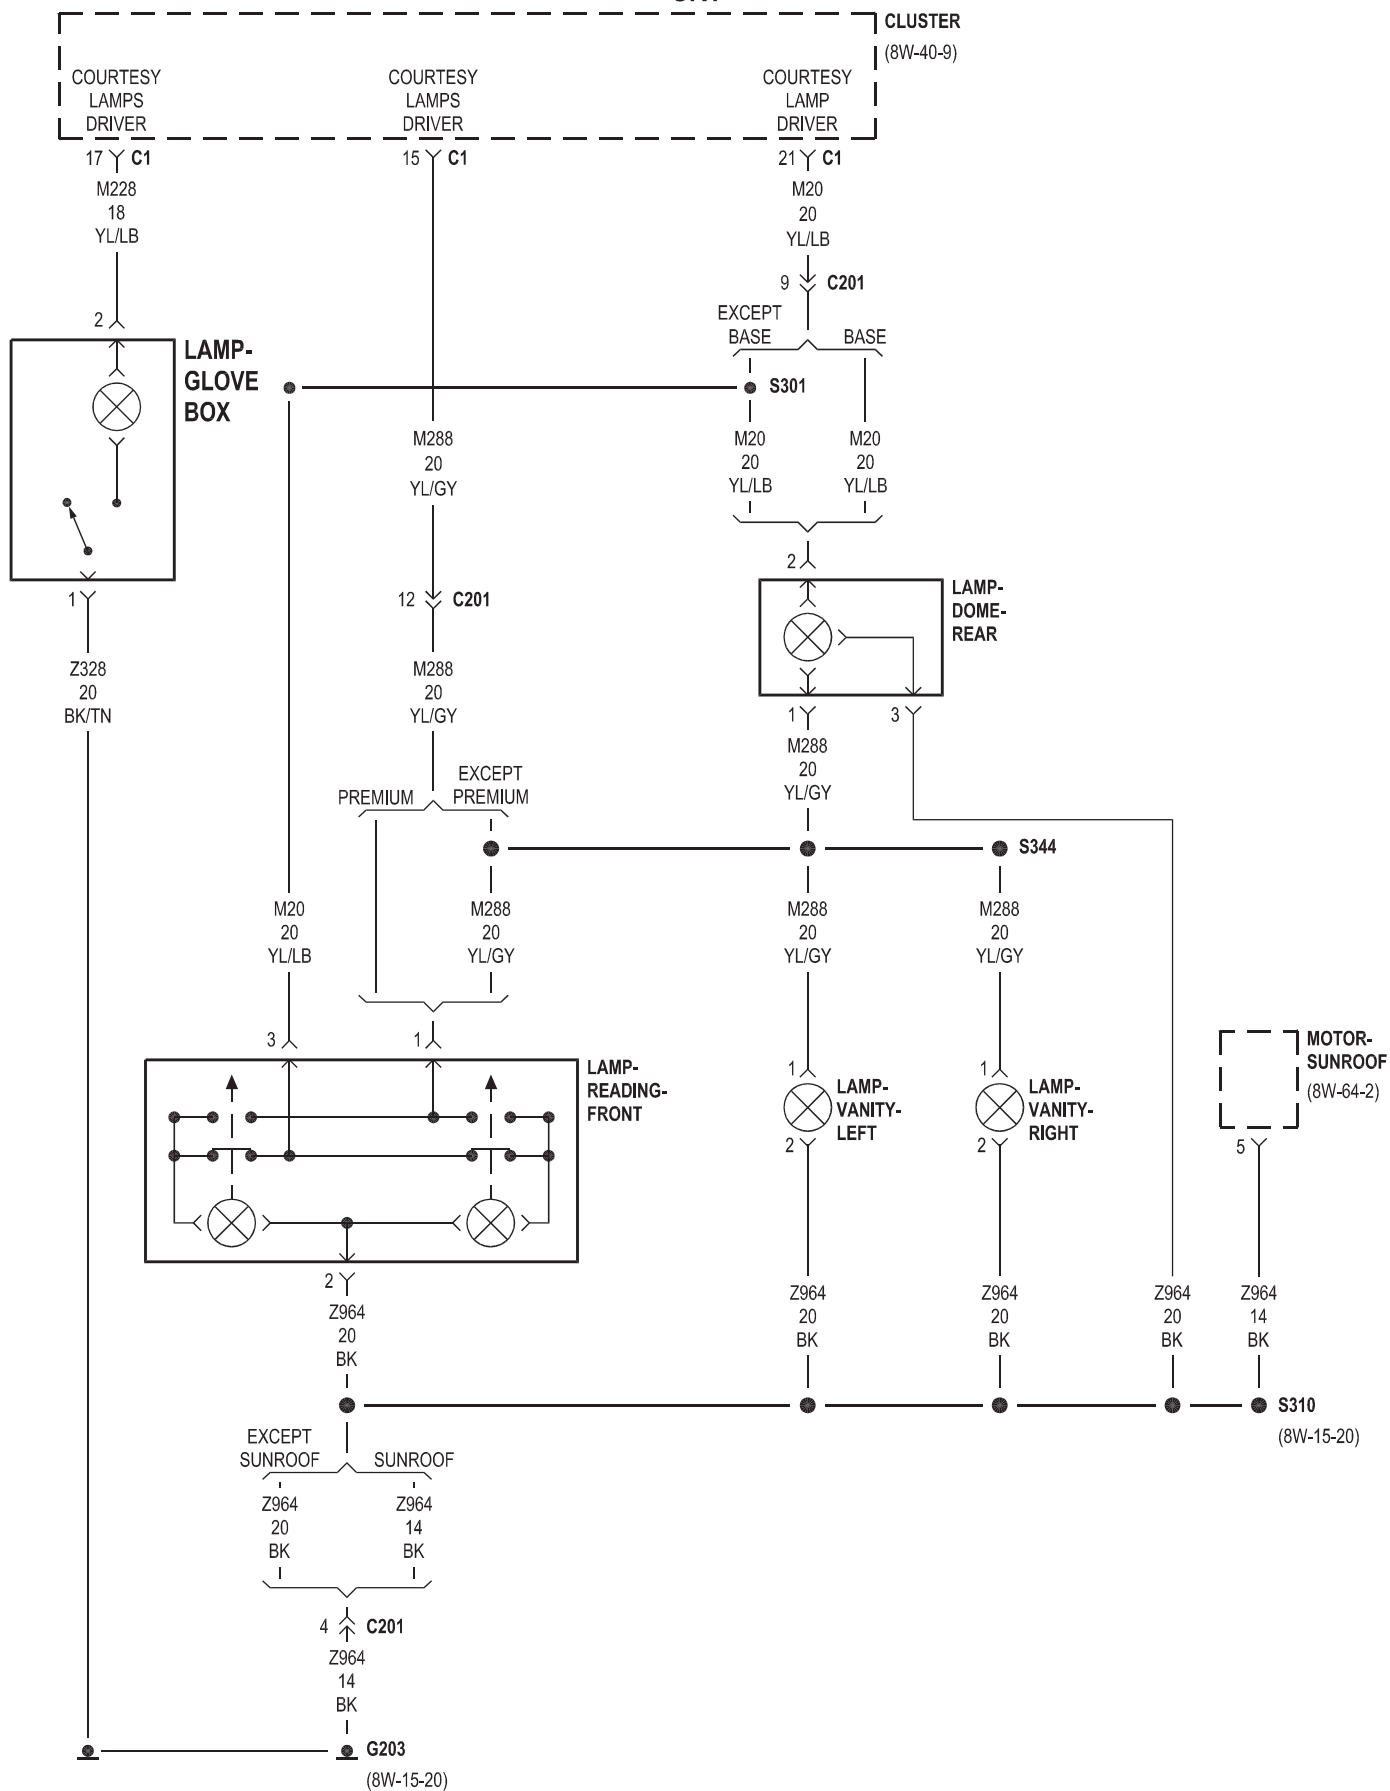 CLUSTER
(8W-40-9)
COURTESY
LAMPS
DRIVER
COURTESY
LAMPS
DRIVER
COURTESY
LAMP
DRIVER
17 C1
15 C1
21 C1
M228
18
YL/LB
M20
20
YL/LB
9 C201
EXCEPT
BASE
BASE
2
LAMP-
GLOVE
BOX
S301
M288
20
YL/GY
M20
20
YL/LB
M20
20
YL/LB
2
1
12 C201
LAMP-
DOME-
REAR
Z328
20
BK/TN
M288
20
YL/GY
1
3
M288
20
YL/GY
PREMIUM
EXCEPT
PREMIUM
S344
M20
20
YL/LB
M288
20
YL/GY
M288
20
YL/GY
M288
20
YL/GY
3
1
LAMP-
READING-
FRONT
1
LAMP-
VANITY-
LEFT
2
1
LAMP-
VANITY-
RIGHT
2
MOTOR-
SUNROOF
(8W-64-2)
5
2
Z964
20
BK
Z964
20
BK
Z964
20
BK
Z964
20
BK
Z964
14
BK
S310
(8W-15-20)
EXCEPT
SUNROOF
SUNROOF
Z964
20
BK
Z964
14
BK
4 C201
Z964
14
BK
G203
(8W-15-20)